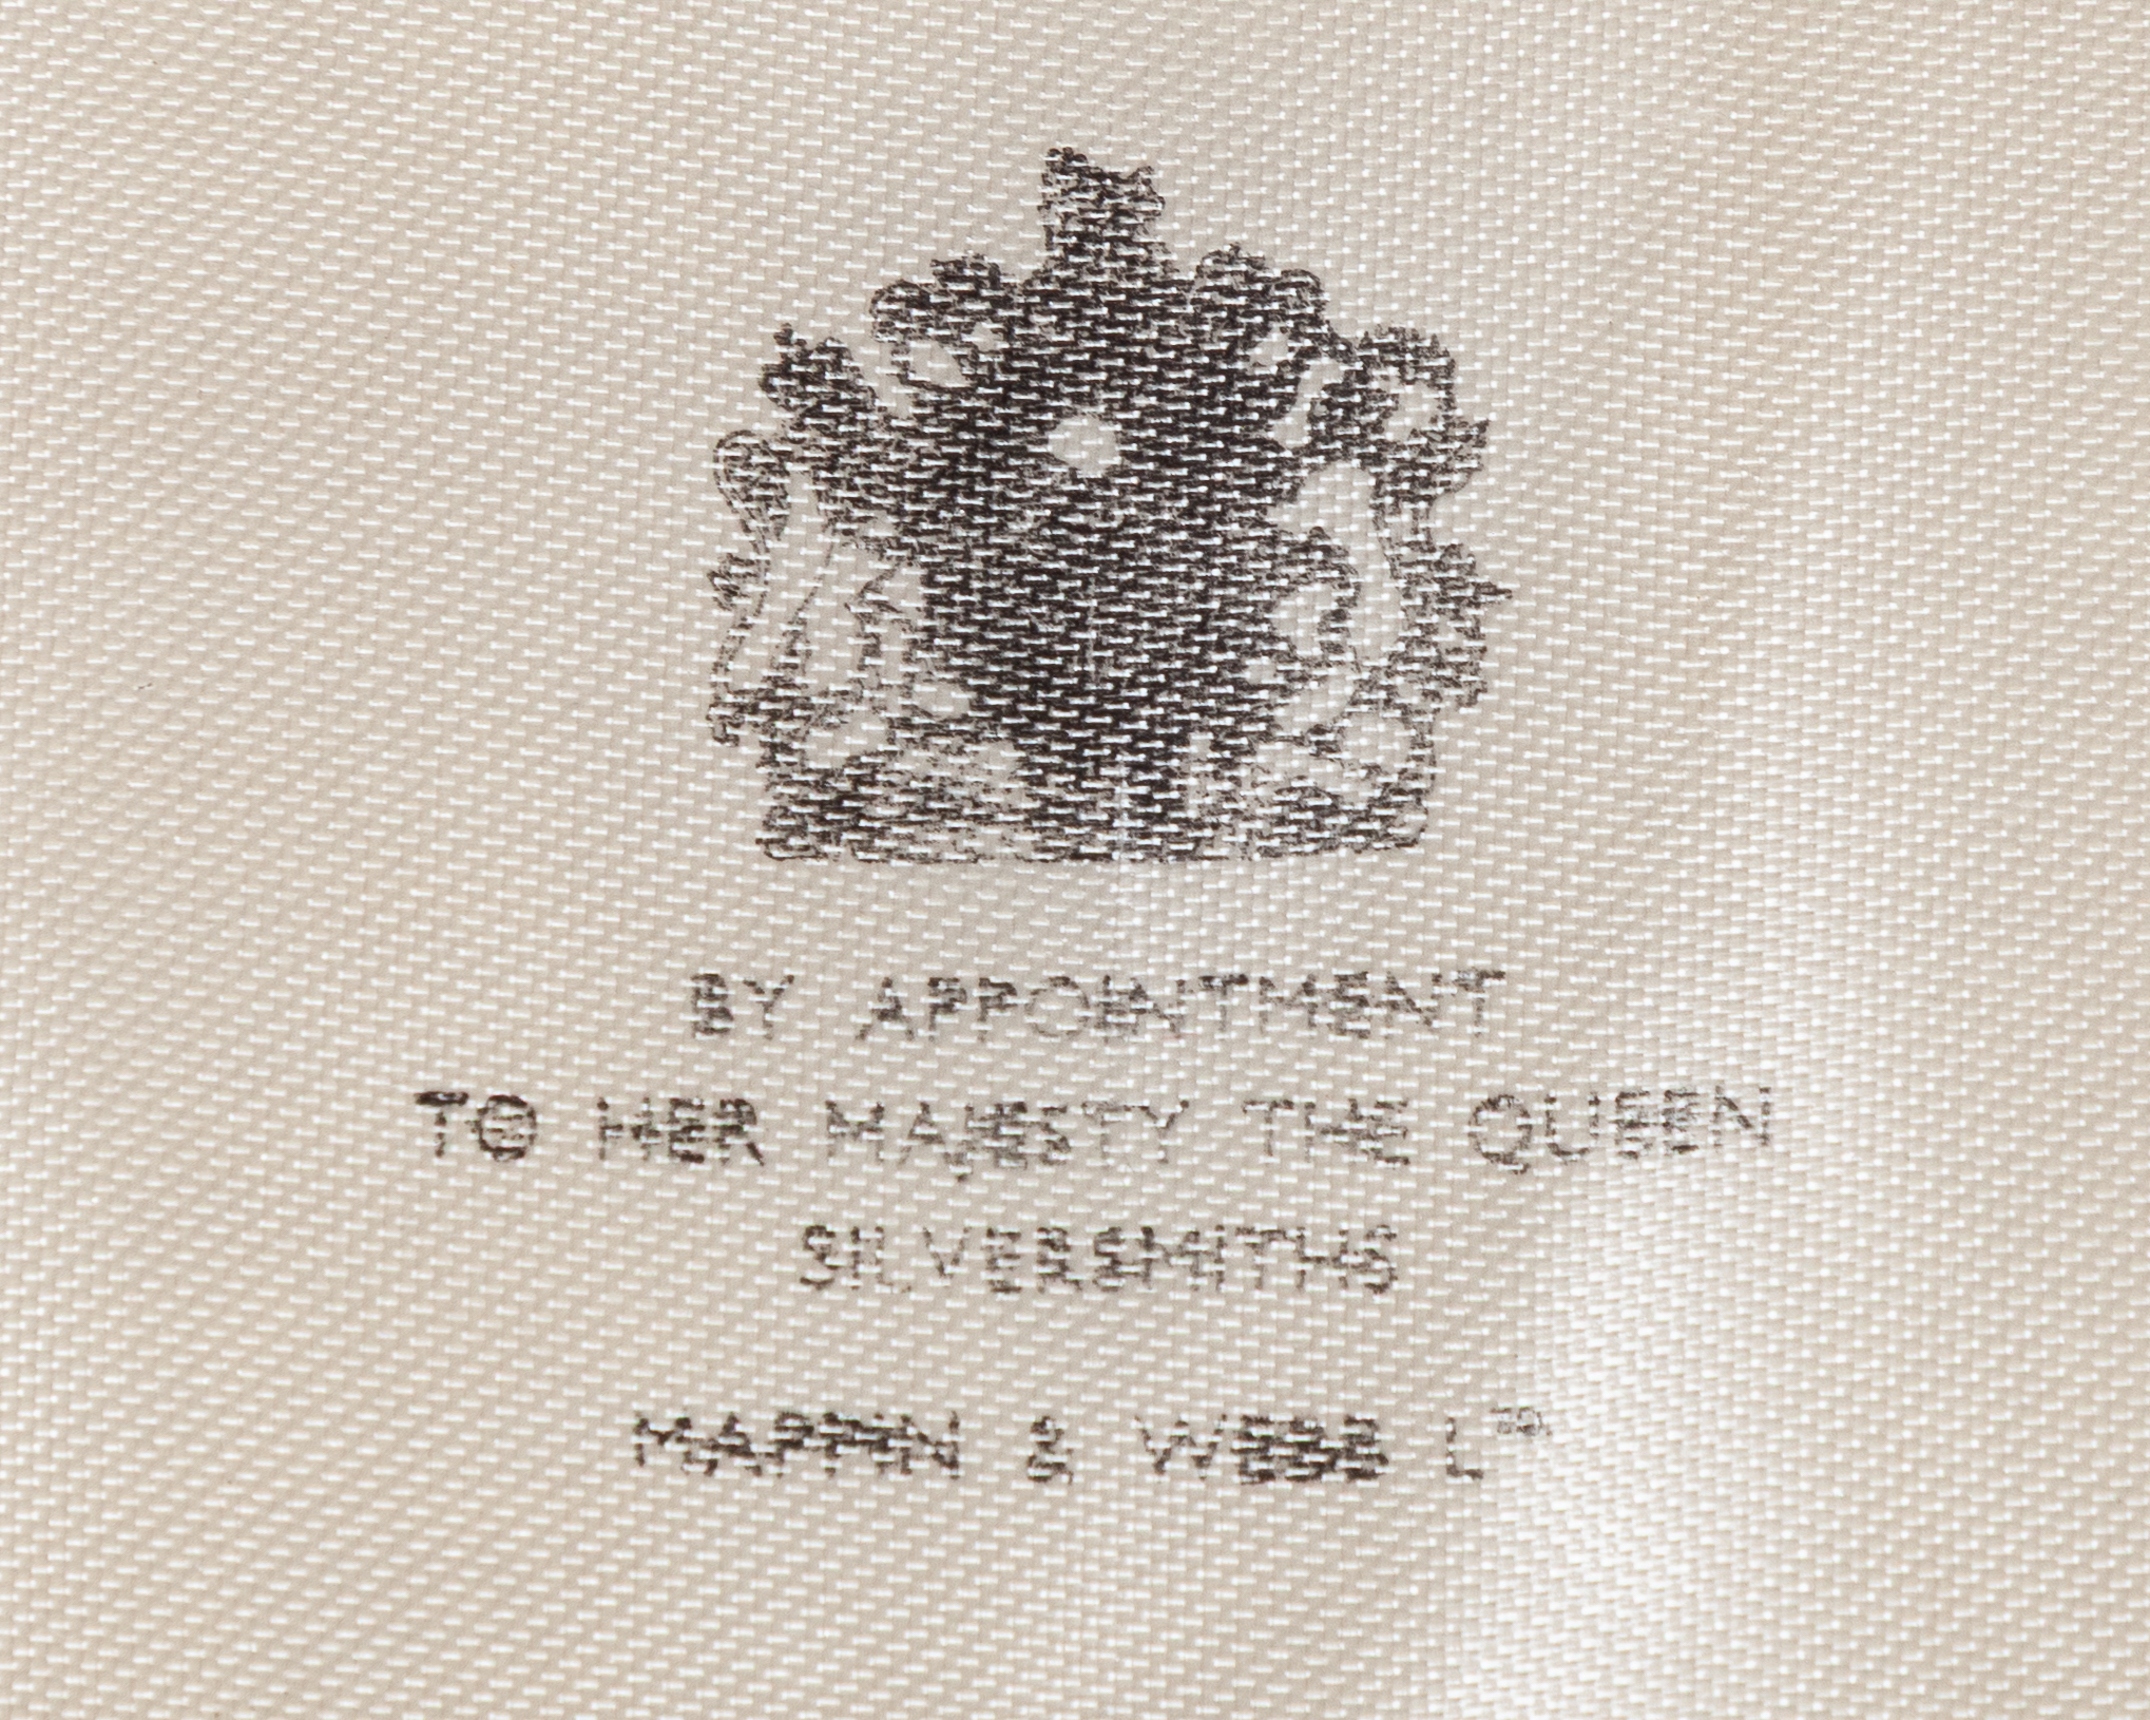 BY APPOINTMENT
TO HER MAJESTY THE QUEEN
SILVERSMITHS
MAPPIN & WEBB LTD.